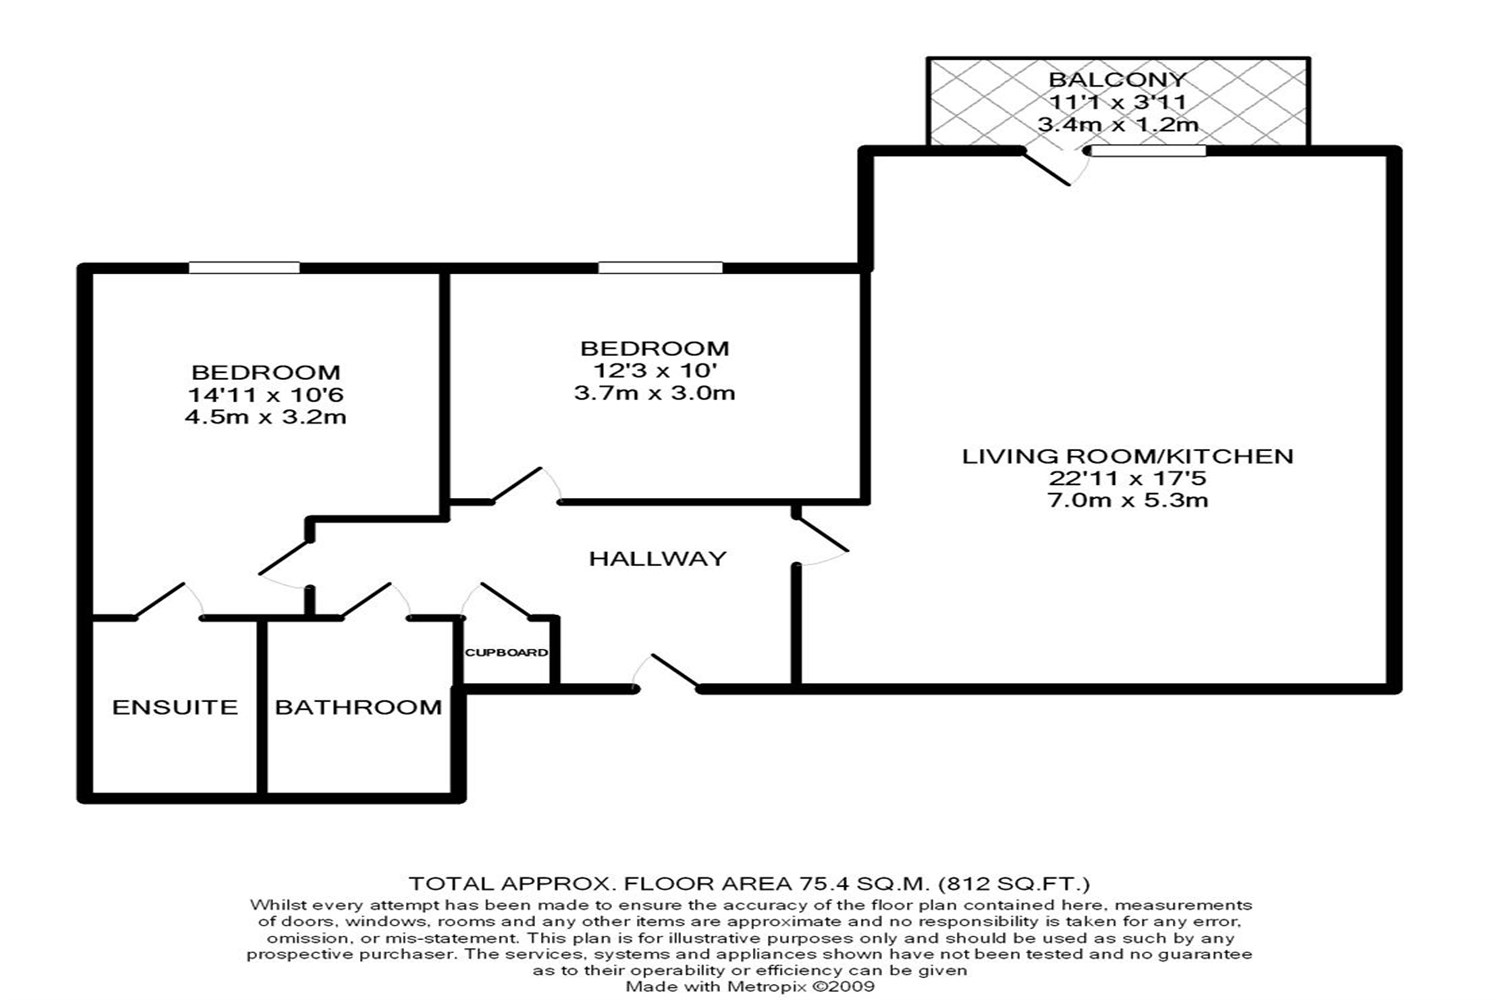 BALCONY
11'1 x 3'11
3.4m x 1.2m
BEDROOM
14'11 x 10'6
4.5m x 3.2m
BEDROOM
12'3 x 10'
3.7m x 3.0m
LIVING ROOM/KITCHEN
22'11 x 17'5
7.0m x 5.3m
HALLWAY
CUPBOARD
ENSUITE
BATHROOM
TOTAL APPROX. FLOOR AREA 75.4 SQ.M. (812 SQ.FT.)
Whilst every attempt has been made to ensure the accuracy of the floor plan contained here, measurements
of doors, windows, rooms and any other items are approximate and no responsibility is taken for any error,
omission, or mis-statement. This plan is for illustrative purposes only and should be used as such by any
prospective purchaser. The services, systems and appliances shown have not been tested and no guarantee
as to their operability or efficiency can be given
Made with Metropix ©2009